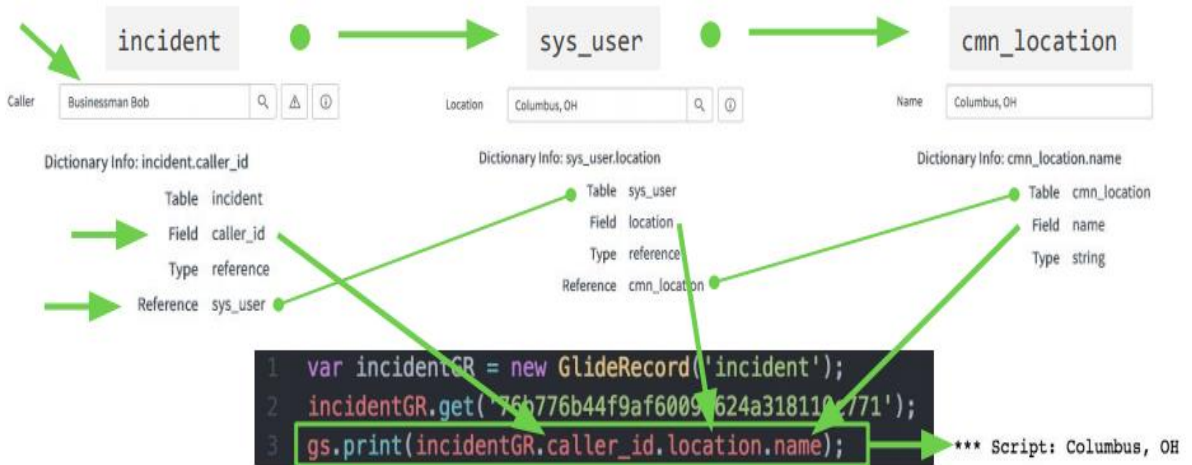 incident
sys_user
cmn_location
Caller Businessman Bob
Location Columbus, OH
Name Columbus, OH
Dictionary Info: incident.caller_id
Table incident
Field caller_id
Type reference
Reference sys_user
Dictionary Info: sys_user.location
Table sys_user
Field location
Type reference
Reference cmn_location
Dictionary Info: cmn_location.name
Table cmn_location
Field name
Type string
1 var incidentGR = new GlideRecord('incident');
2 incidentGR.get(
3 gs.print(incidentGR.caller_id.location.name);
*** Script: Columbus, OH